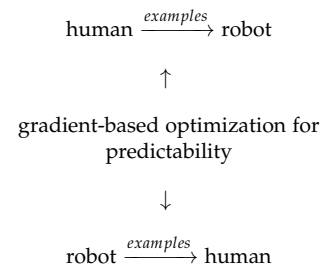 human examples→ robot
↑
gradient-based optimization for
predictability
↓
robot examples→ human